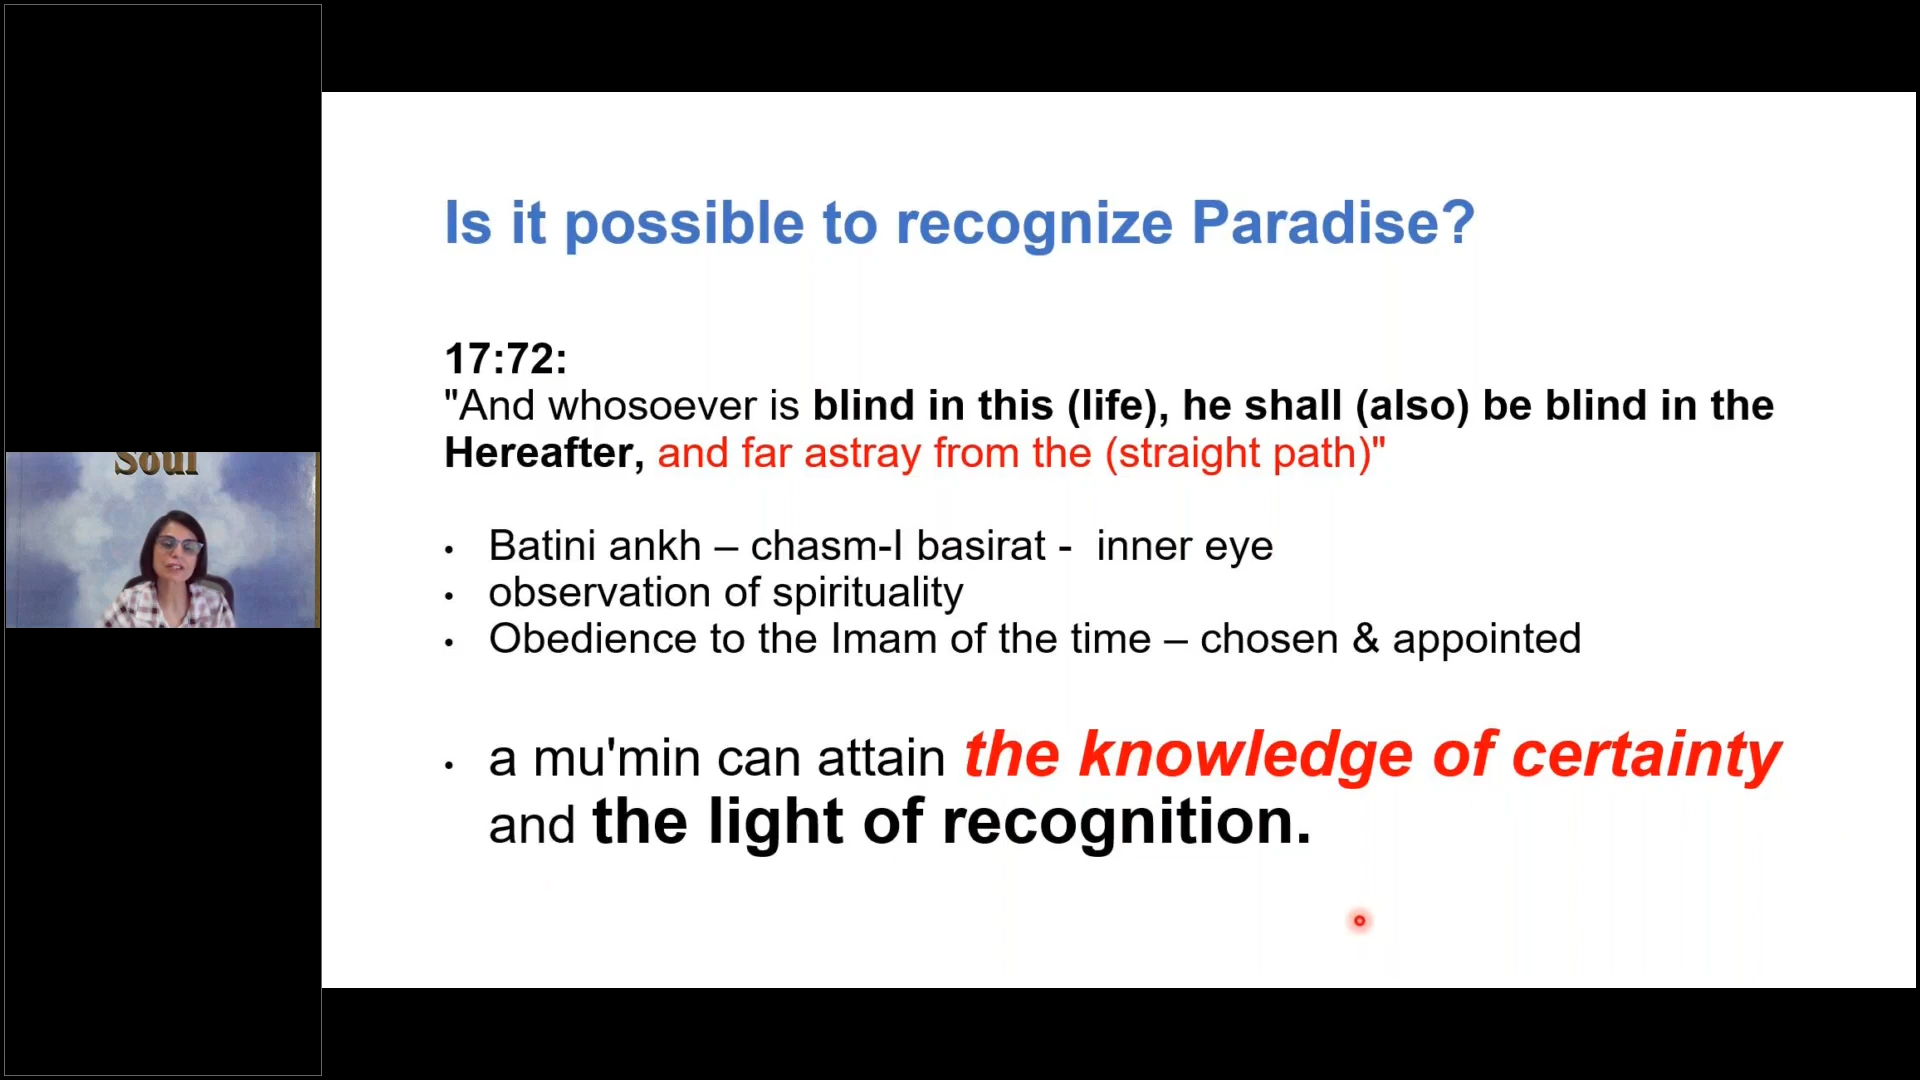 Soul
Is it possible to recognize Paradise?
17:72:
"And whosoever is blind in this (life), he shall (also) be blind in the
Hereafter, and far astray from the (straight path)"
• Batini ankh – chasm-I basirat - inner eye
• observation of spirituality
• Obedience to the Imam of the time – chosen & appointed
• a mu'min can attain the knowledge of certainty
and the light of recognition.